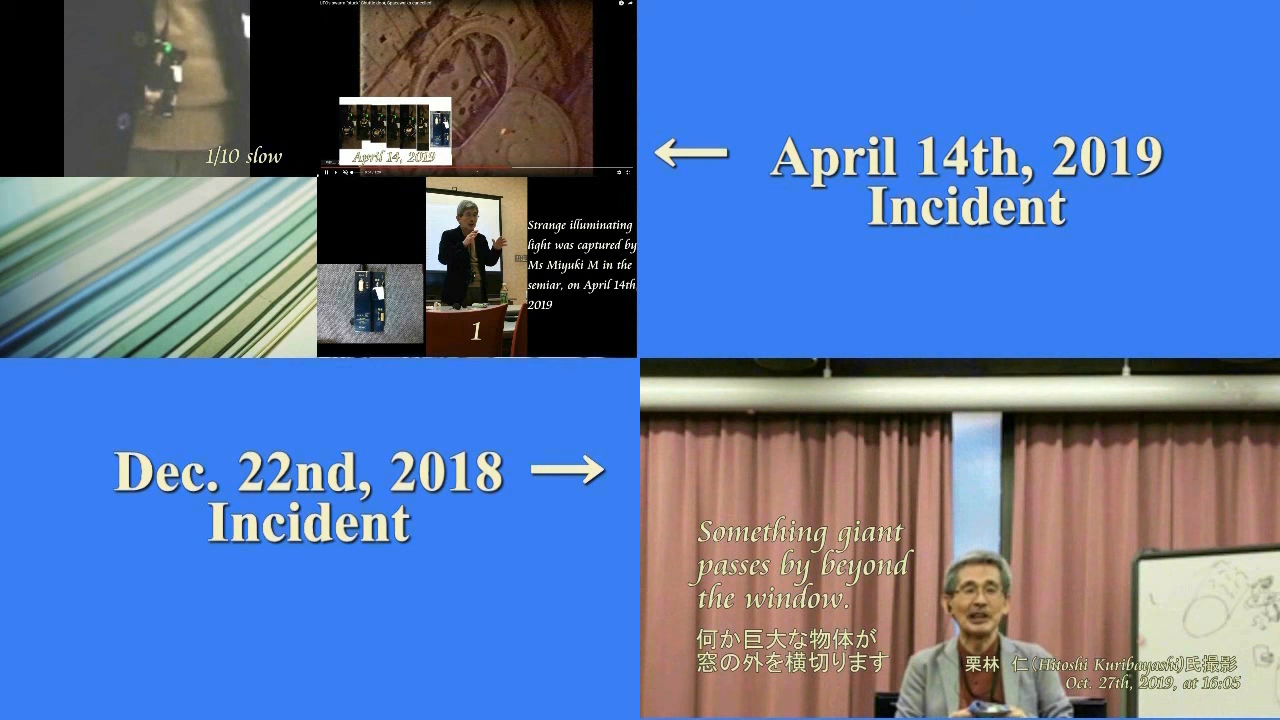 1/10 slow
April 14, 2019
Strange illuminating
light was captured by
Ms Miyuki M in the
semiar, on April 14th,
2019
1
← April 14th, 2019
Incident
Dec. 22nd, 2018 →
Incident
Something giant
passes by beyond
the window.
何か巨大な物体が
窓の外を横切ります
栗林 仁(Hitoshi Kuribayashi)氏撮影
Oct. 27th, 2019, at 16:05